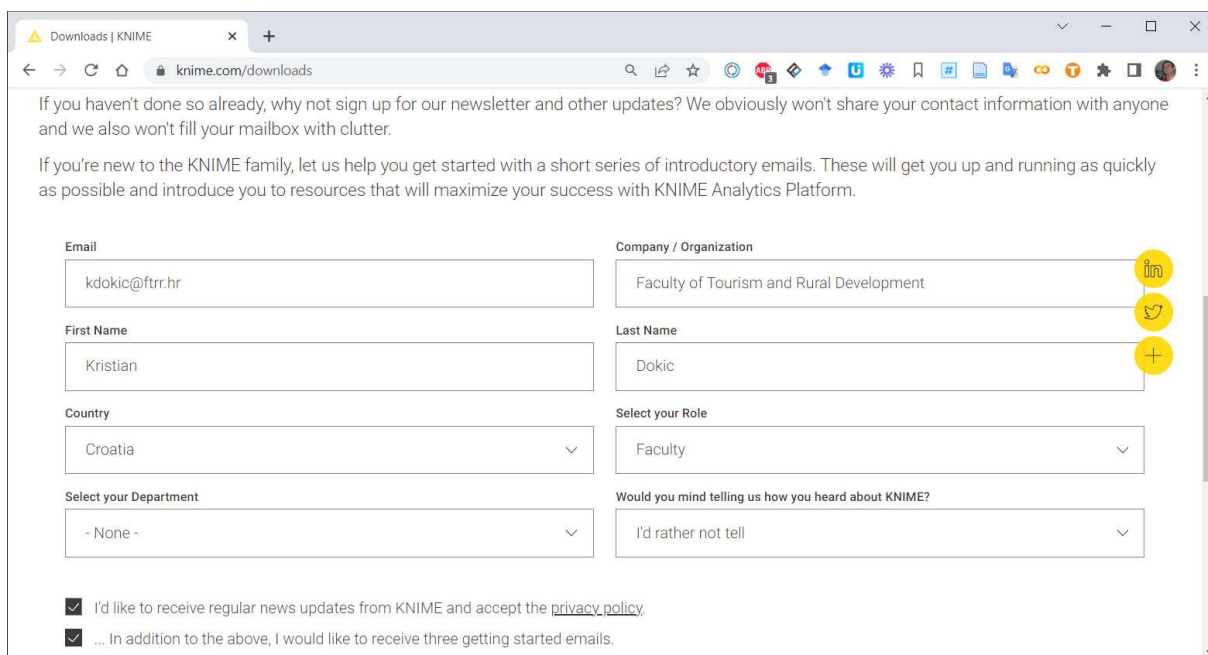 Downloads | KNIME
knime.com/downloads
ABP
3
U
#
T
If you haven't done so already, why not sign up for our newsletter and other updates? We obviously won't share your contact information with anyone
and we also won't fill your mailbox with clutter.
If you're new to the KNIME family, let us help you get started with a short series of introductory emails. These will get you up and running as quickly
as possible and introduce you to resources that will maximize your success with KNIME Analytics Platform.
Email
Company / Organization
kdokic@ftrr.hr
Faculty of Tourism and Rural Development
in
First Name
Last Name
Kristian
Dokic
Country
Select your Role
Croatia
Faculty
Select your Department
Would you mind telling us how you heard about KNIME?
- None -
I'd rather not tell
I'd like to receive regular news updates from KNIME and accept the privacy policy.
... In addition to the above, I would like to receive three getting started emails.